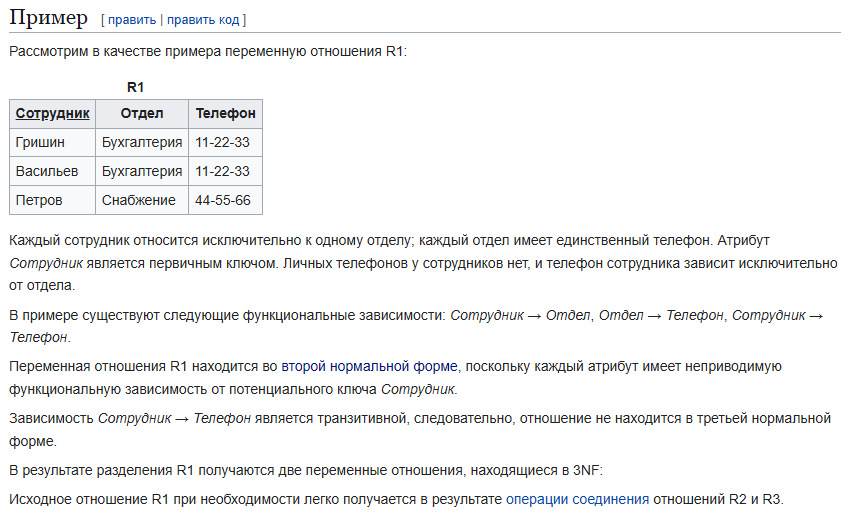 Пример [ править | править код ]
Рассмотрим в качестве примера переменную отношения R1:
R1
Сотрудник Отдел Телефон
Гришин Бухгалтерия 11-22-33
Васильев Бухгалтерия 11-22-33
Петров Снабжение 44-55-66
Каждый сотрудник относится исключительно к одному отделу; каждый отдел имеет единственный телефон. Атрибут
Сотрудник является первичным ключом. Личных телефонов у сотрудников нет, и телефон сотрудника зависит исключительно
от отдела.
В примере существуют следующие функциональные зависимости: Сотрудник → Отдел, Отдел → Телефон, Сотрудник →
Телефон.
Переменная отношения R1 находится во второй нормальной форме, поскольку каждый атрибут имеет неприводимую
функциональную зависимость от потенциального ключа Сотрудник.
Зависимость Сотрудник → Телефон является транзитивной, следовательно, отношение не находится в третьей нормальной
форме.
В результате разделения R1 получаются две переменные отношения, находящиеся в 3NF:
Исходное отношение R1 при необходимости легко получается в результате операции соединения отношений R2 и R3.